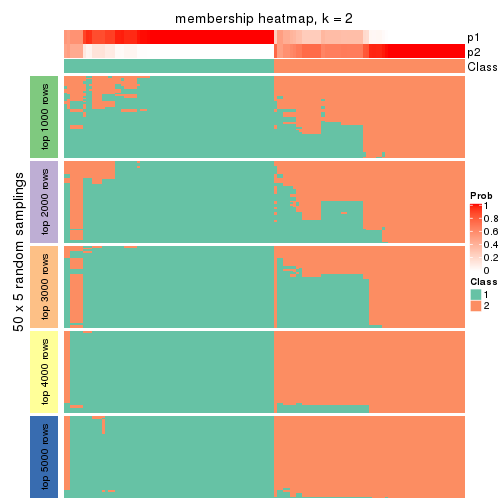 membership heatmap, k = 2
p1
p2
Class
50 x 5 random samplings
top 1000 rows
top 2000 rows
top 3000 rows
top 4000 rows
top 5000 rows
Prob
1
0.8
0.6
0.4
0.2
0
Class
1
2